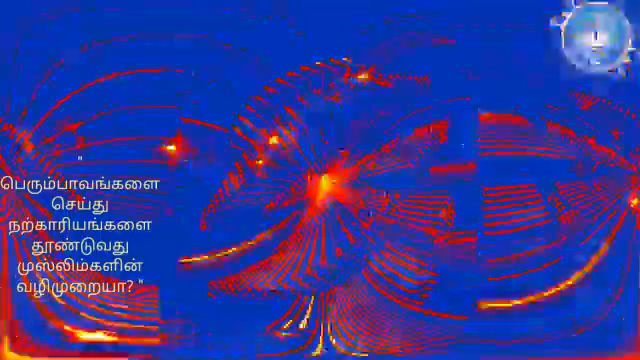 "
பெரும்பாவங்களை
செய்து
நற்காரியங்களை
தூண்டுவது
முஸ்லிம்களின்
வழிமுறையா? "